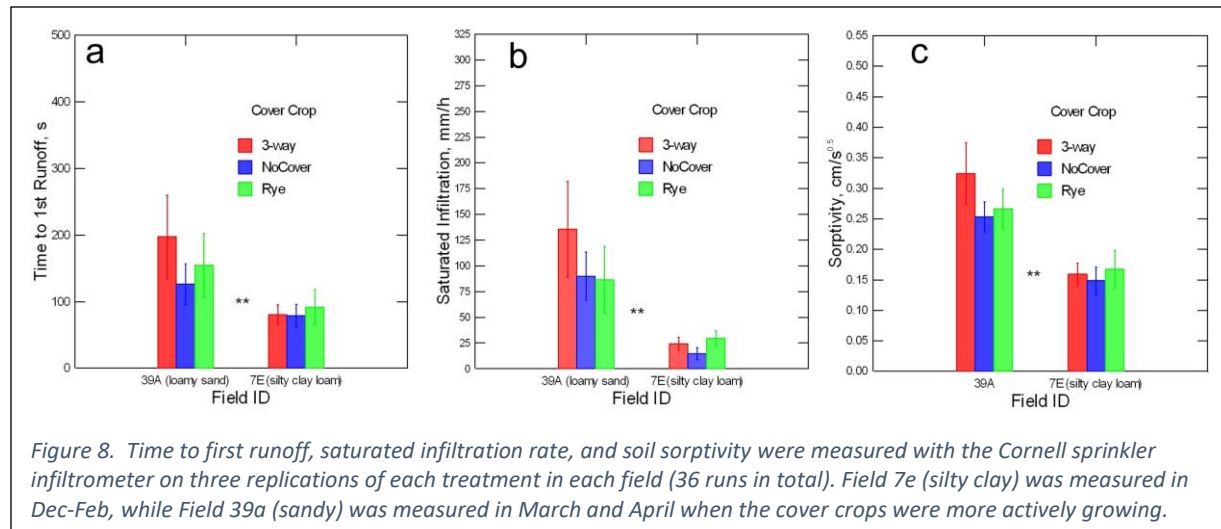 a
500
400
300
200
100
0
Time to 1st Runoff, s
Cover Crop
3-way
NoCover
Rye
**
39A (loamy sand)
7E(silty clay loam)
Field ID
b
325
300
275
250
225
200
175
150
125
100
75
50
25
0
Saturated Infiltration, mm/h
Cover Crop
3-way
NoCover
Rye
**
39A (loamy sand)
7E(silty clay loam)
Field ID
c
0.55
0.50
0.45
0.40
0.35
0.30
0.25
0.20
0.15
0.10
0.05
0.00
Sorptivity, cm/s^0.5
Cover Crop
3-way
NoCover
Rye
**
39A
7E(silty clay loam)
Field ID
Figure 8. Time to first runoff, saturated infiltration rate, and soil sorptivity were measured with the Cornell sprinkler
infiltrometer on three replications of each treatment in each field (36 runs in total). Field 7e (silty clay) was measured in
Dec-Feb, while Field 39a (sandy) was measured in March and April when the cover crops were more actively growing.